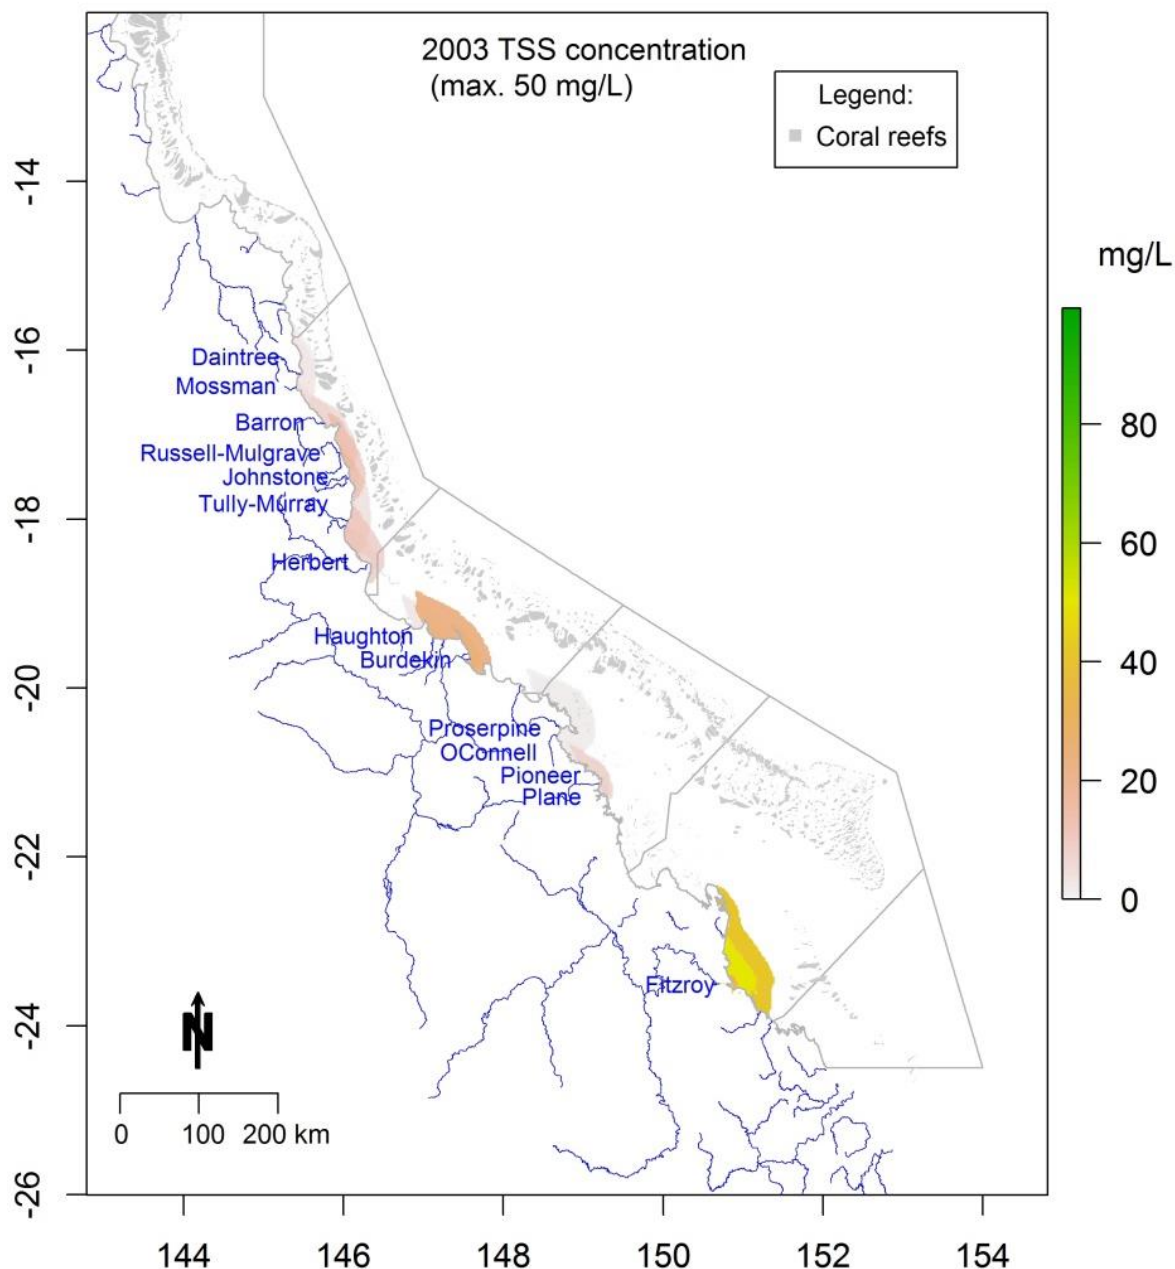 2003 TSS concentration
(max. 50 mg/L)
Legend:
Coral reefs
mg/L
80
60
40
20
0
-14
-16
-18
-20
-22
-24
-26
Daintree
Mossman
Barron
Russell-Mulgrave
Johnstone
Tully-Murray
Herbert
Haughton
Burdekin
Proserpine
OConnell
Pioneer
Plane
Fitzroy
N
0 100 200 km
144 146 148 150 152 154